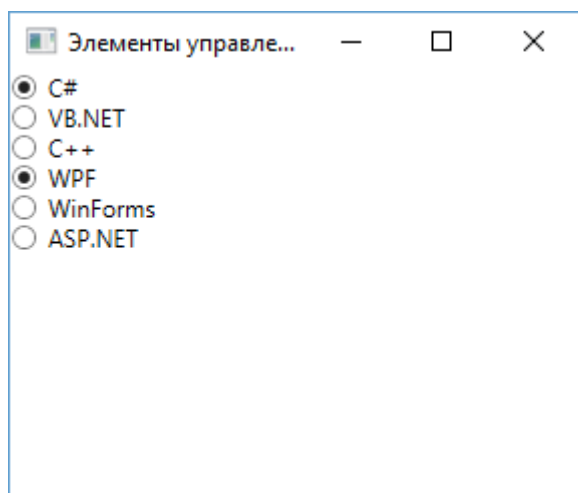 Элементы управле...
C#
VB.NET
C++
WPF
WinForms
ASP.NET